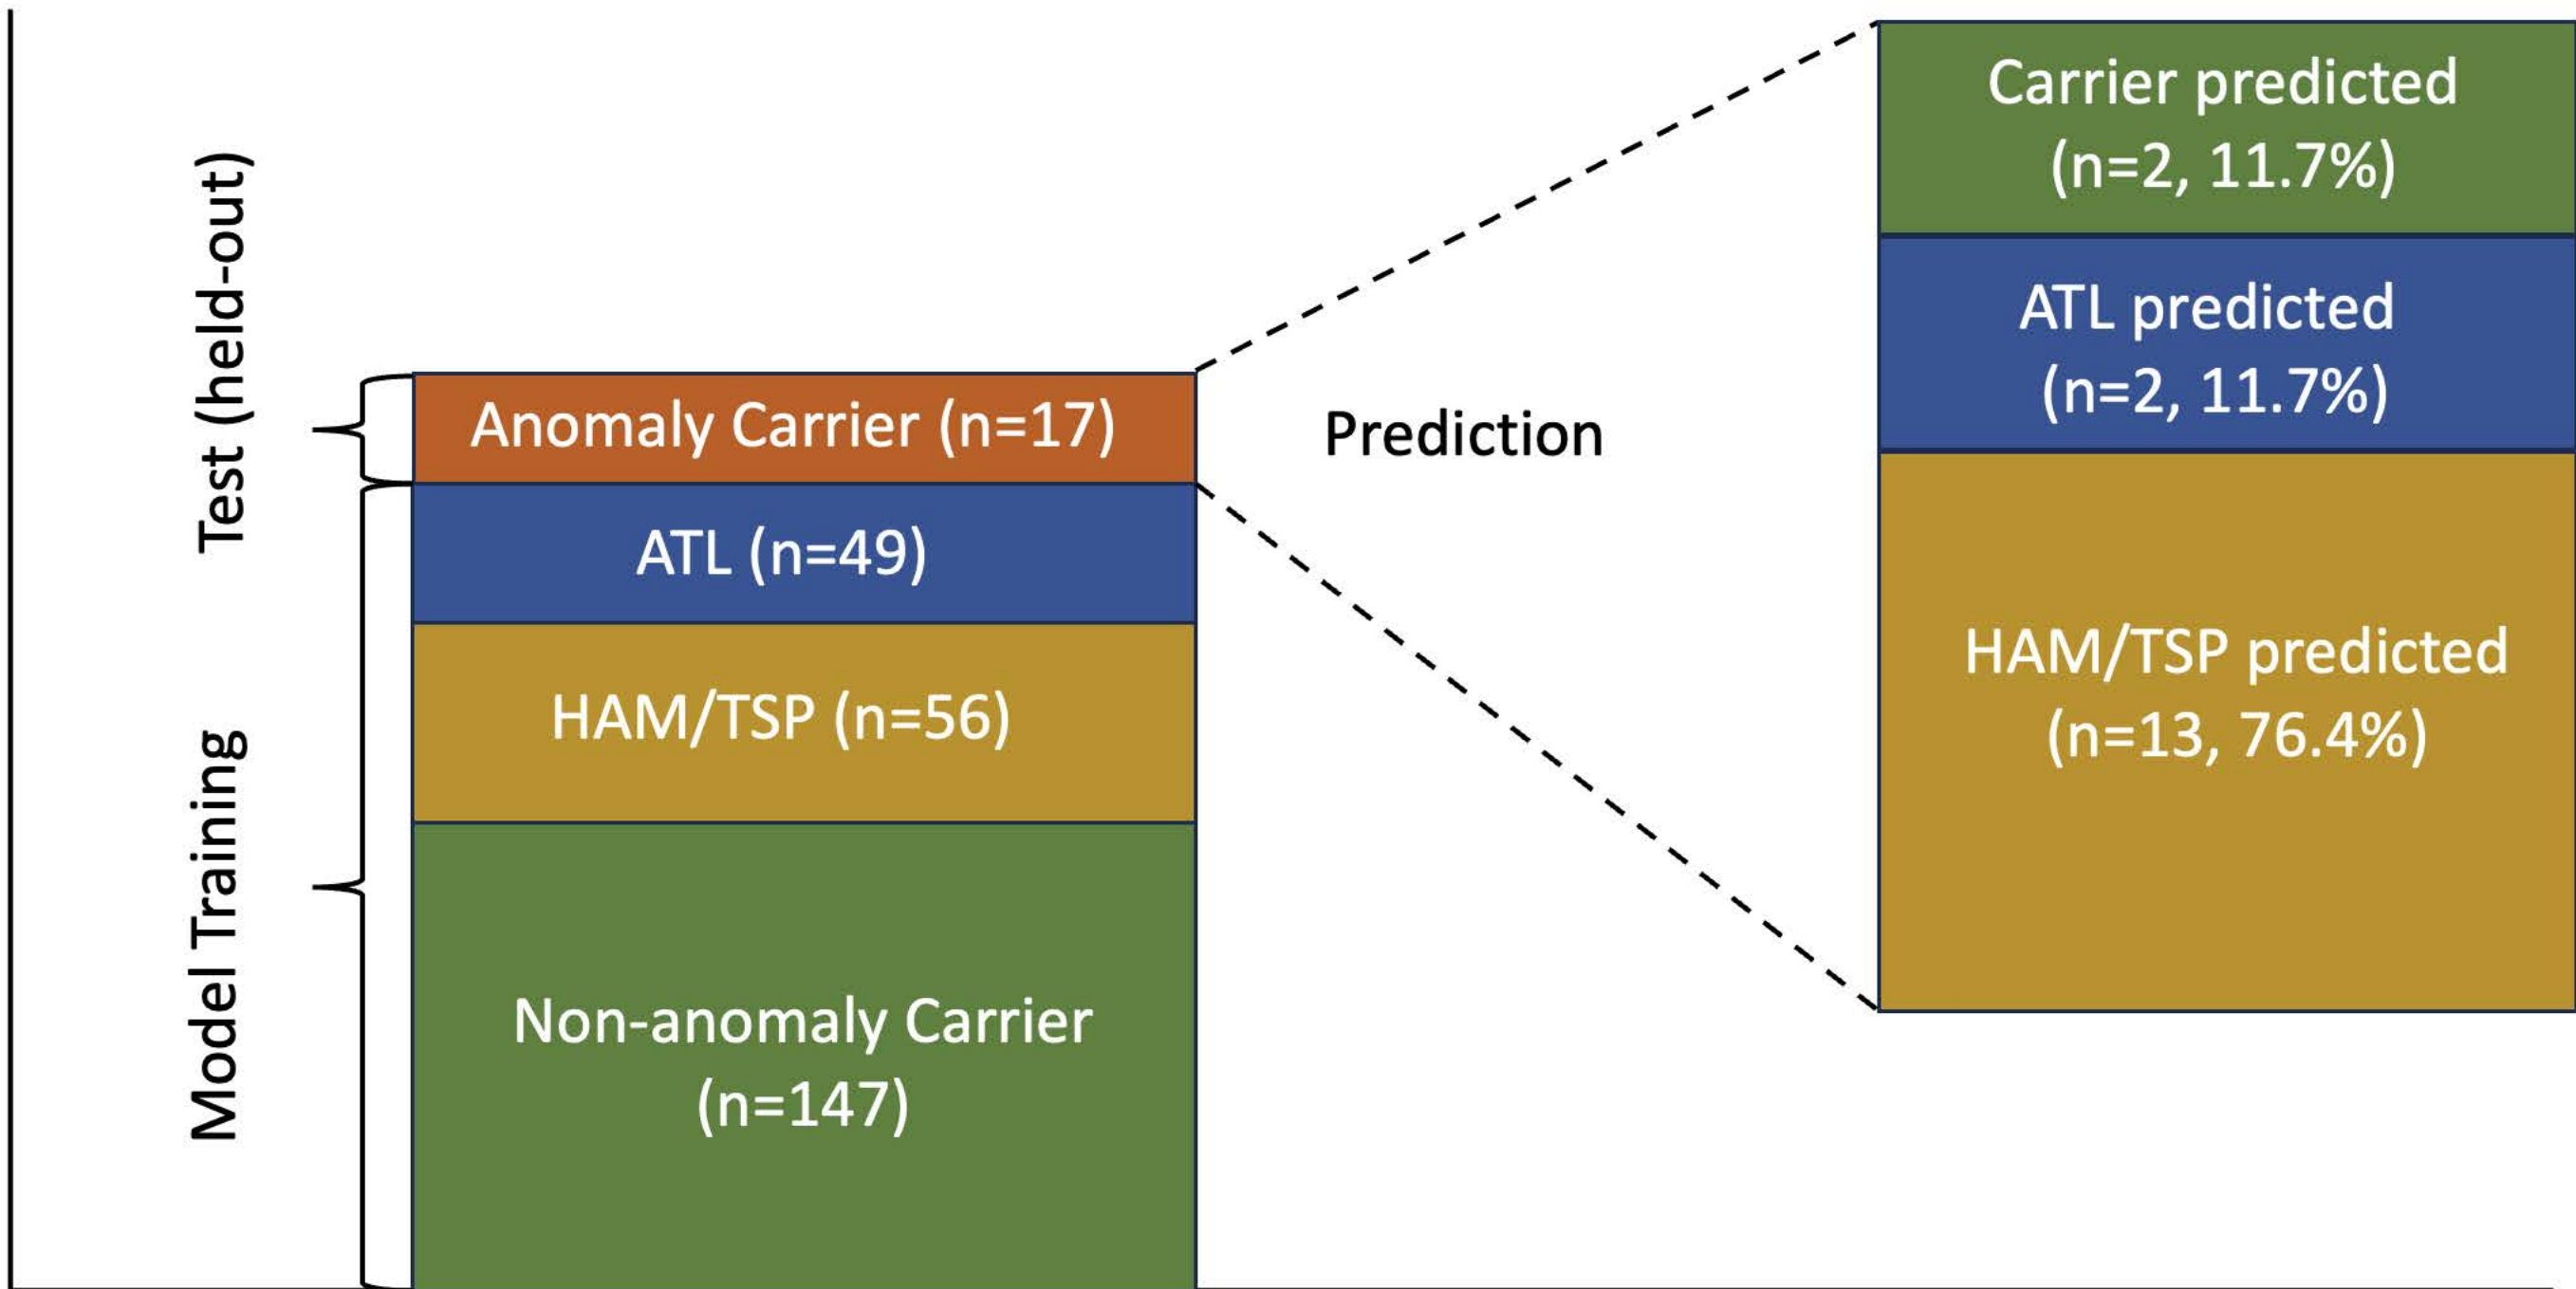 Test (held-out)
Model Training
Anomaly Carrier (n=17)
ATL (n=49)
HAM/TSP (n=56)
Non-anomaly Carrier
(n=147)
Prediction
Carrier predicted
(n=2, 11.7%)
ATL predicted
(n=2, 11.7%)
HAM/TSP predicted
(n=13, 76.4%)